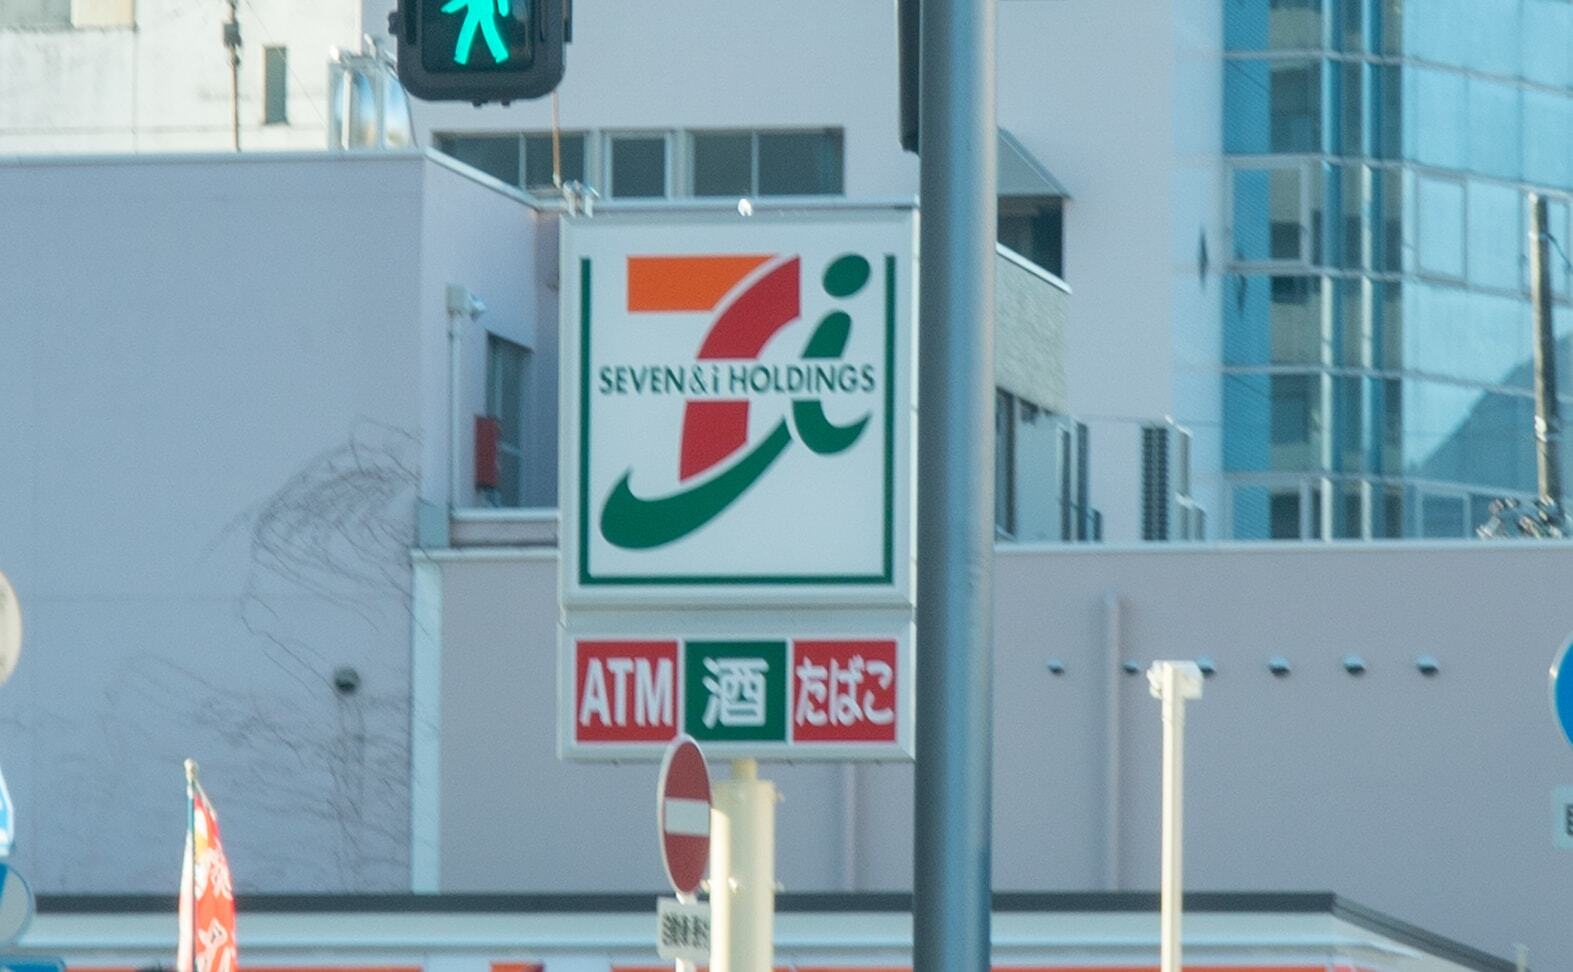 SEVEN&i HOLDINGS
ATM 酒 たばこ